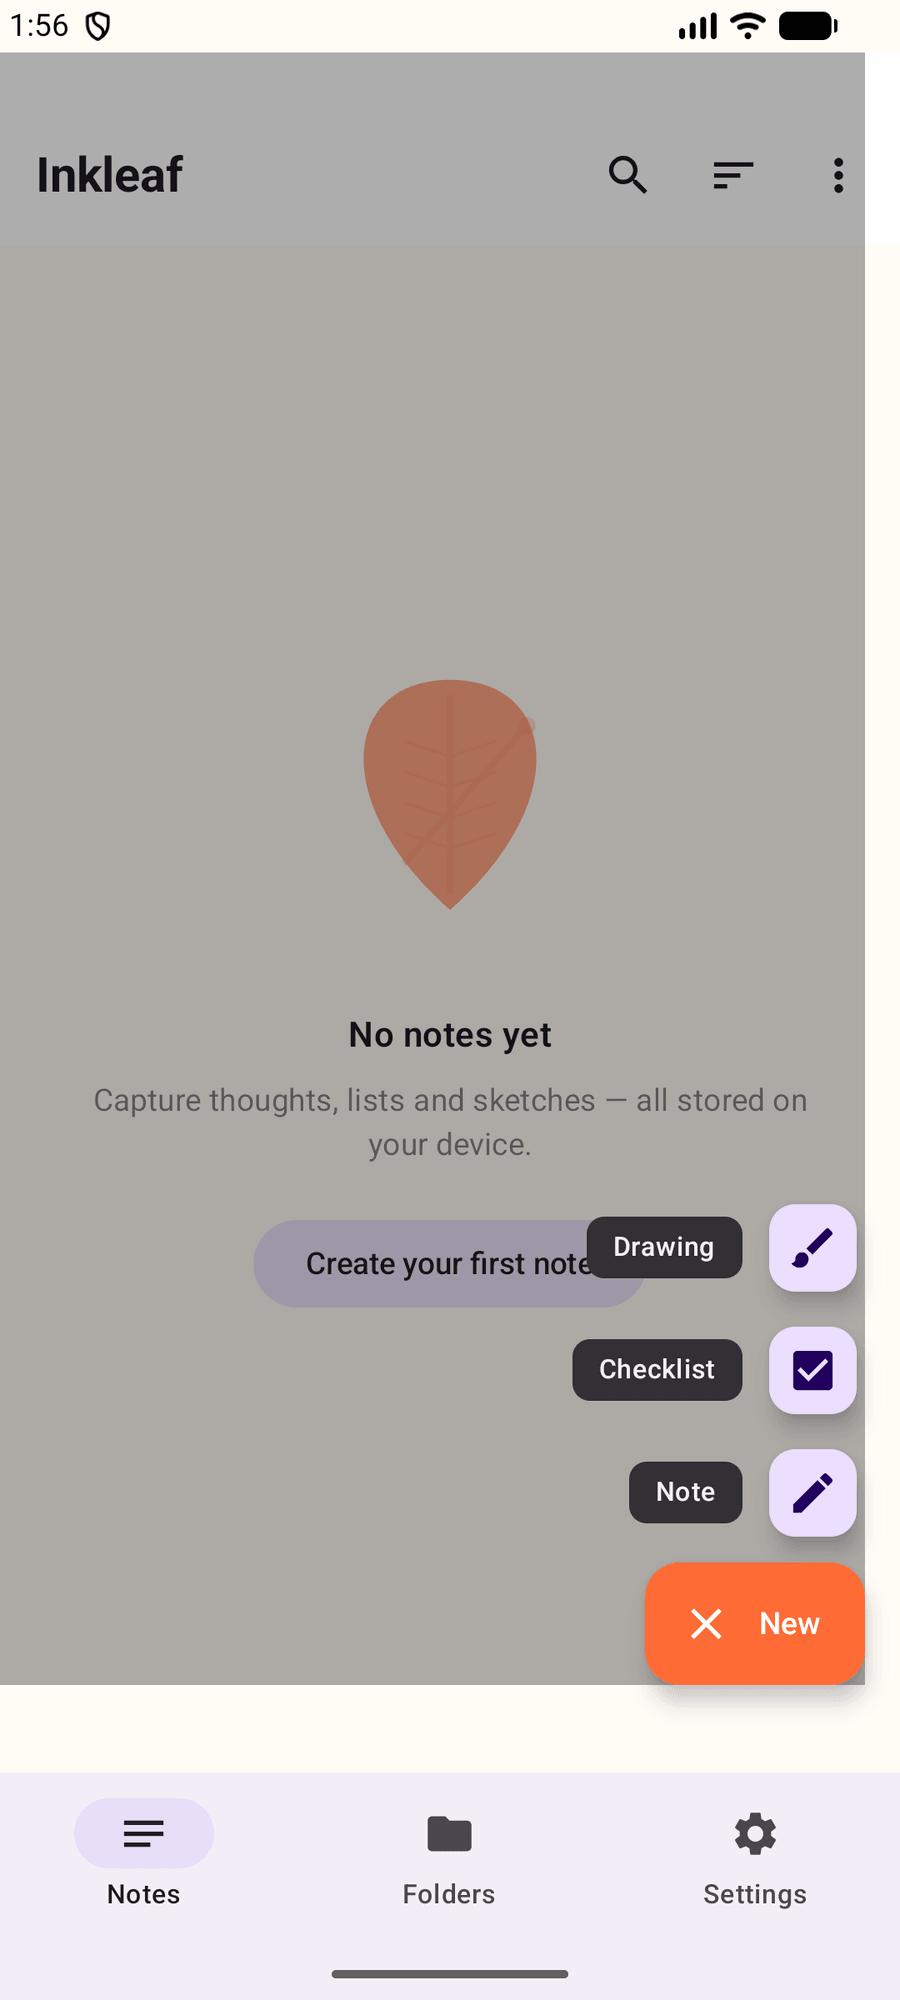 1:56
Inkleaf
No notes yet
Capture thoughts, lists and sketches — all stored on
your device.
Create your first note
Drawing
Checklist
Note
New
Notes
Folders
Settings